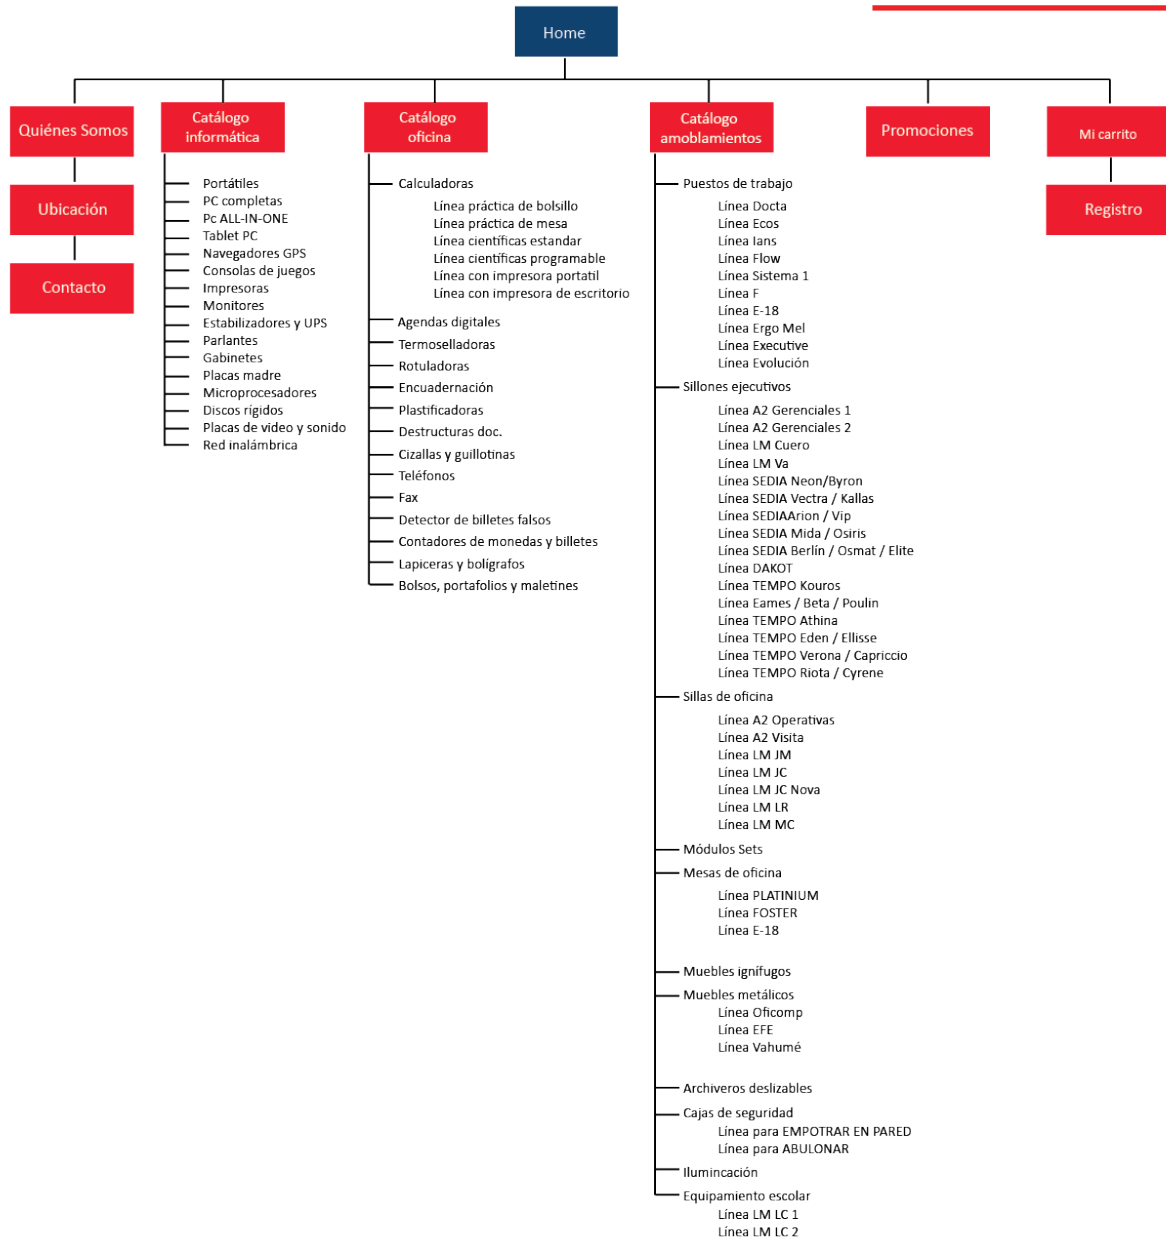 Home
Quiénes Somos
Ubicación
Contacto
Catálogo
informática
Portátiles
PC completas
Pc ALL-IN-ONE
Tablet PC
Navegadores GPS
Consolas de juegos
Impresoras
Monitores
Estabilizadores y UPS
Parlantes
Gabinetes
Placas madre
Microprocesadores
Discos rígidos
Placas de video y sonido
Red inalámbrica
Catálogo
oficina
Calculadoras
Línea práctica de bolsillo
Línea práctica de mesa
Línea científicas estandar
Línea científicas programable
Línea con impresora portatil
Línea con impresora de escritorio
Agendas digitales
Termoselladoras
Rotuladoras
Encuadernación
Plastificadoras
Destructuras doc.
Cizallas y guillotinas
Teléfonos
Fax
Detector de billetes falsos
Contadores de monedas y billetes
Lapiceras y bolígrafos
Bolsos, portafolios y maletines
Catálogo
amoblamientos
Puestos de trabajo
Línea Docta
Línea Ecos
Línea Ians
Línea Flow
Línea Sistema 1
Línea F
Línea E-18
Línea Ergo Mel
Línea Executive
Línea Evolución
Sillones ejecutivos
Línea A2 Gerenciales 1
Línea A2 Gerenciales 2
Línea LM Cuero
Línea LM Va
Línea SEDIA Neon/Byron
Línea SEDIA Vectra / Kallas
Línea SEDIAArion / Vip
Línea SEDIA Mida / Osiris
Línea SEDIA Berlín / Osmat / Elite
Línea DAKOT
Línea TEMPO Kouros
Línea Eames / Beta / Poulin
Línea TEMPO Athina
Línea TEMPO Eden / Ellisse
Línea TEMPO Verona / Capriccio
Línea TEMPO Riota / Cyrene
Sillas de oficina
Línea A2 Operativas
Línea A2 Visita
Línea LM JM
Línea LM JC
Línea LM JC Nova
Línea LM LR
Línea LM MC
Módulos Sets
Mesas de oficina
Línea PLATINIUM
Línea FOSTER
Línea E-18
Muebles ignífugos
Muebles metálicos
Línea Oficomp
Línea EFE
Línea Vahumé
Archiveros deslizables
Cajas de seguridad
Línea para EMPOTRAR EN PARED
Línea para ABULONAR
Ilumincación
Equipamiento escolar
Línea LM LC 1
Línea LM LC 2
Promociones
Mi carrito
Registro